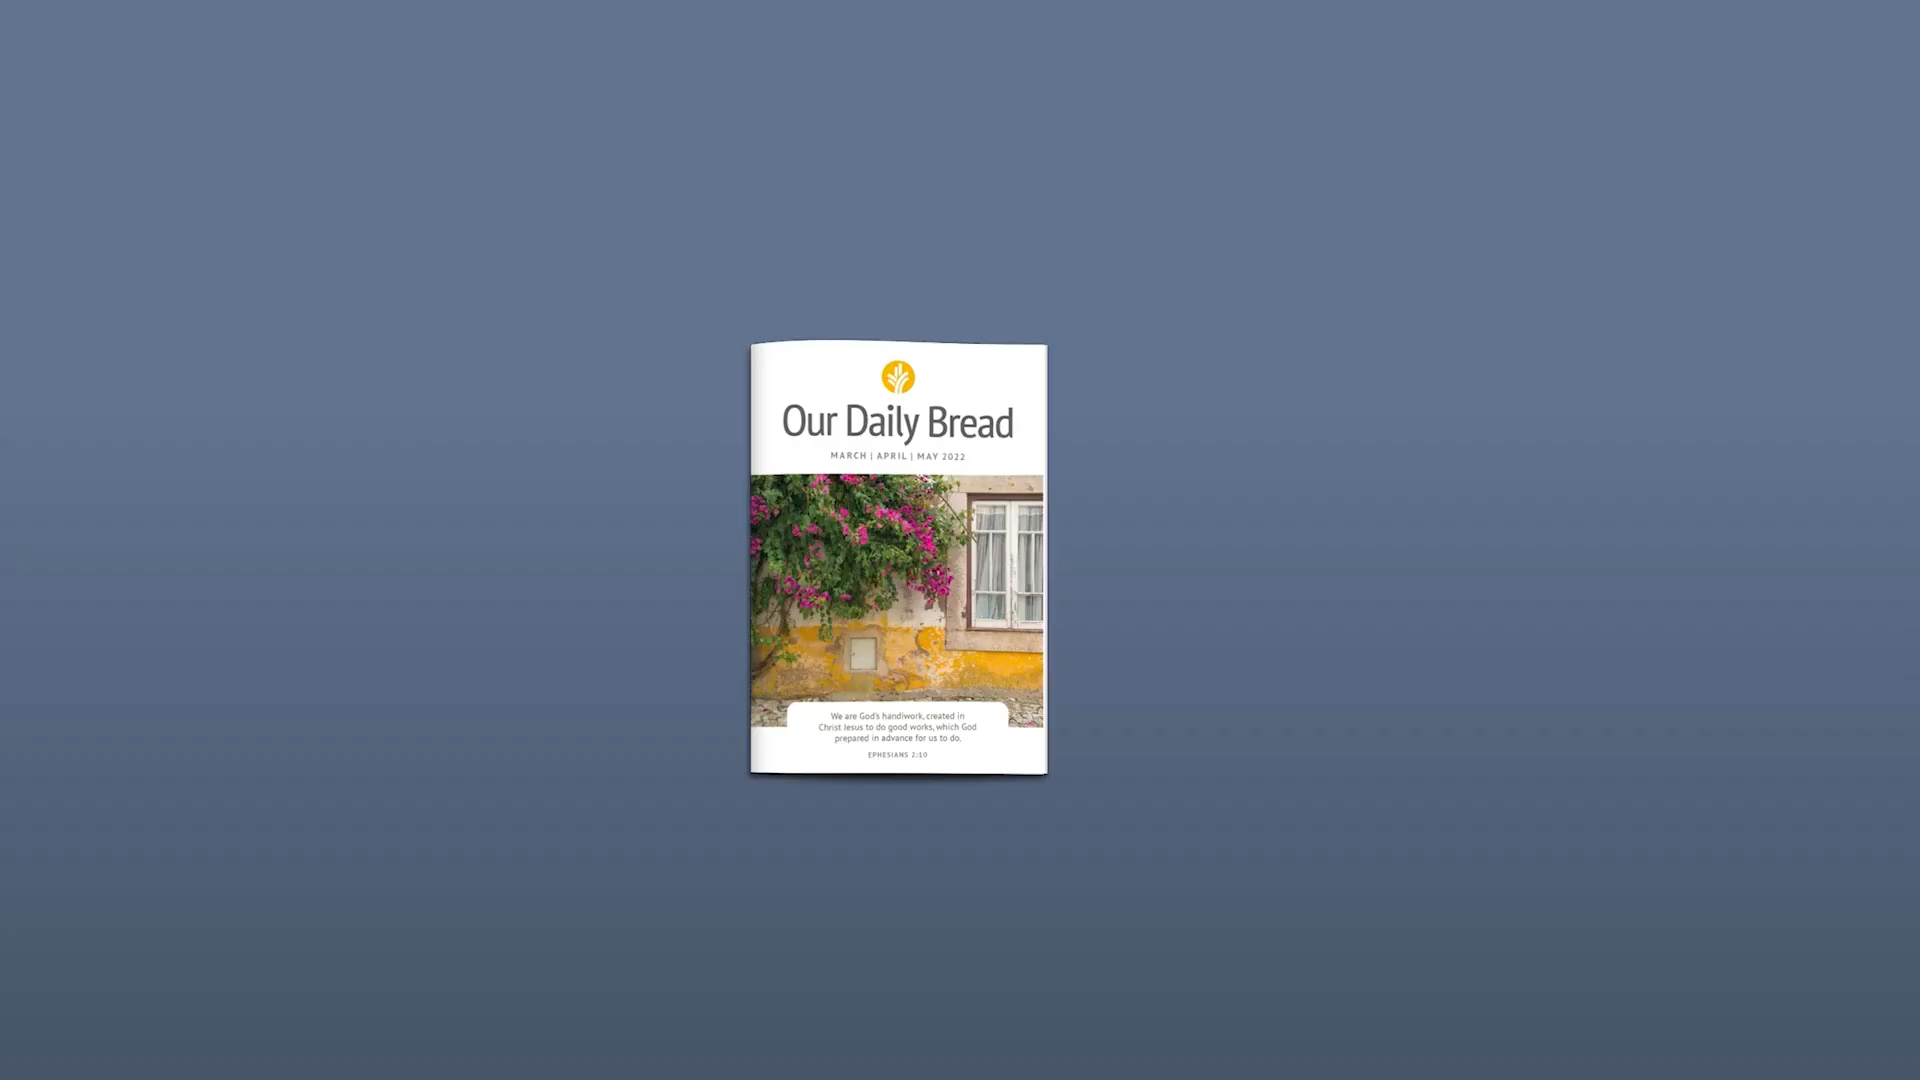 Our Daily Bread
MARCH | APRIL | MAY 2022
We are God's handiwork, created in
Christ Jesus to do good works, which God
prepared in advance for us to do.
EPHESIANS 2:10